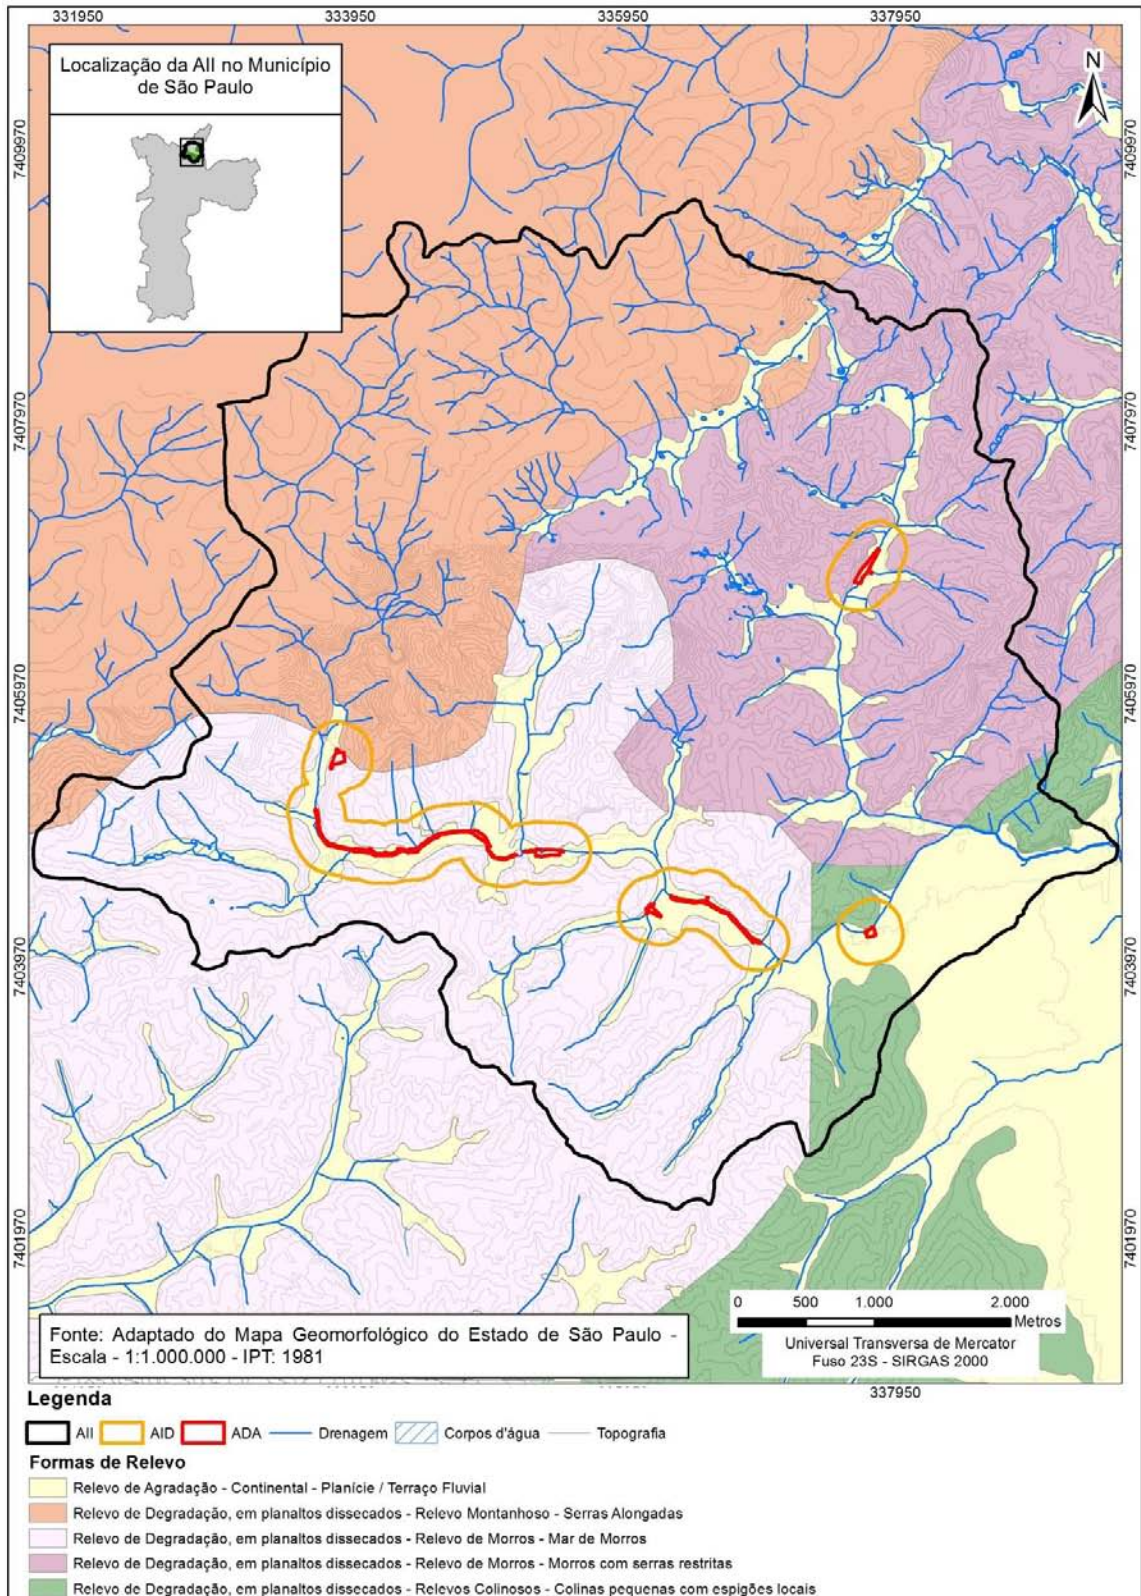 331950
333950
335950
337950
Localização da AII no Município
de São Paulo
N
7409970
7409970
7407970
7407970
7405970
7405970
7403970
7403970
7401970
7401970
0
500
1.000
2.000
Metros
Universal Transversa de Mercator
Fuso 23S - SIRGAS 2000
Fonte: Adaptado do Mapa Geomorfológico do Estado de São Paulo -
Escala - 1:1.000.000 - IPT: 1981
337950
Legenda
AII AID ADA Drenagem Corpos d'água Topografia
Formas de Relevo
Relevo de Agradação - Continental - Planície / Terraço Fluvial
Relevo de Degradação, em planaltos dissecados - Relevo Montanhoso - Serras Alongadas
Relevo de Degradação, em planaltos dissecados - Relevo de Morros - Mar de Morros
Relevo de Degradação, em planaltos dissecados - Relevo de Morros - Morros com serras restritas
Relevo de Degradação, em planaltos dissecados - Relevos Colinosos - Colinas pequenas com espigões locais